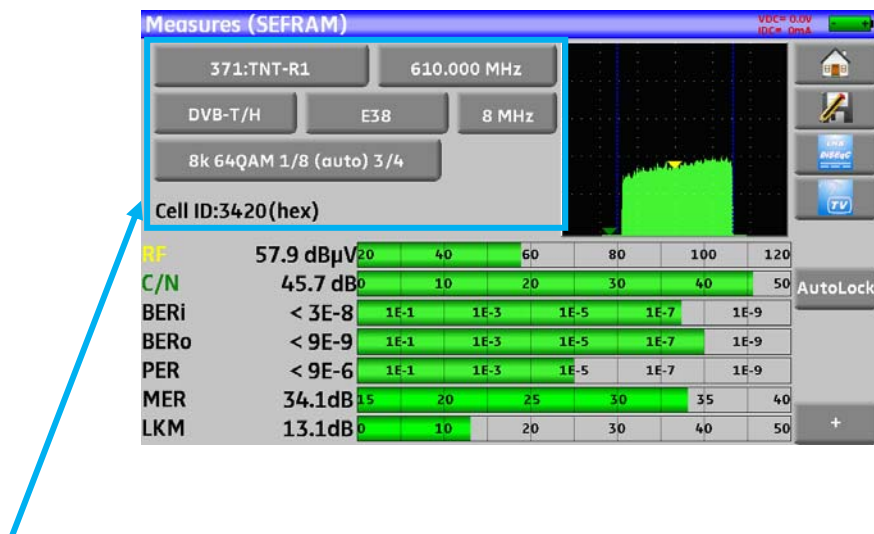 Measures (SEFRAM)
VDC= 0.0V
IDC= 0mA
371:TNT-R1 610.000 MHz
DVB-T/H E38 8 MHz
8k 64QAM 1/8 (auto) 3/4
Cell ID:3420(hex)
LNB
DiSEqC
TV
RF 57.9 dBµV 20 40 60 80 100 120
C/N 45.7 dB 0 10 20 30 40 50
AutoLock
BERi < 3E-8 1E-1 1E-3 1E-5 1E-7 1E-9
BERo < 9E-9 1E-1 1E-3 1E-5 1E-7 1E-9
PER < 9E-6 1E-1 1E-3 1E-5 1E-7 1E-9
MER 34.1dB 15 20 25 30 35 40
LKM 13.1dB 0 10 20 30 40 50
+